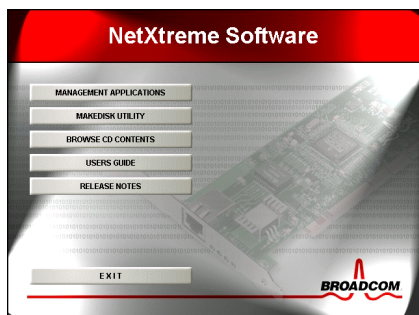 NetXtreme Software
MANAGEMENT APPLICATIONS
MAKEDISK UTILITY
BROWSE CD CONTENTS
USERS GUIDE
RELEASE NOTES
EXIT
BROADCOM